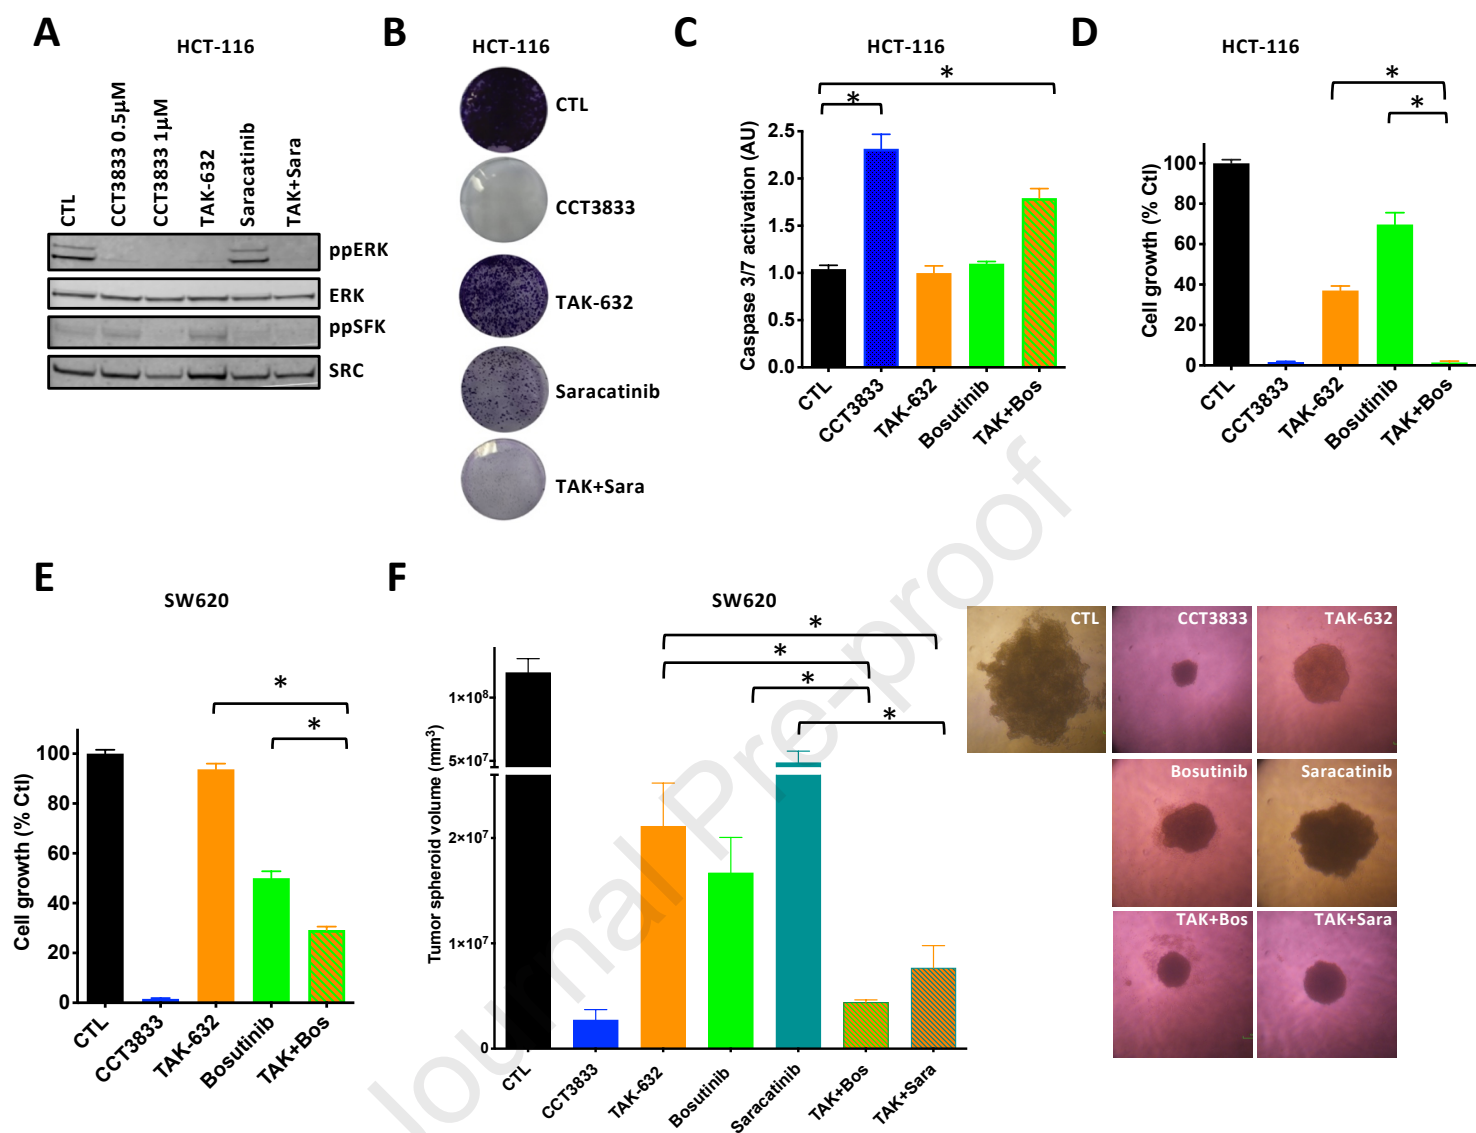 A
HCT-116
CTL
CCT3833 0.5μM
CCT3833 1μM
TAK-632
Saracatinib
TAK+Sara
ppERK
ERK
ppSFK
SRC
B
HCT-116
CTL
CCT3833
TAK-632
Saracatinib
TAK+Sara
C
HCT-116
*
*
Caspase 3/7 activation (AU)
2.5
2.0
1.5
1.0
0.5
0.0
CTL
CCT3833
TAK-632
Bosutinib
TAK+Bos
D
HCT-116
*
*
Cell growth (% Ctl)
100
80
60
40
20
0
CTL
CCT3833
TAK-632
Bosutinib
TAK+Bos
E
SW620
*
*
Cell growth (% Ctl)
100
80
60
40
20
0
CTL
CCT3833
TAK-632
Bosutinib
TAK+Bos
F
SW620
*
*
*
*
Tumor spheroid volume (mm³)
1×10⁸
5×10⁷
2×10⁷
1×10⁷
0
CTL
CCT3833
TAK-632
Bosutinib
Saracatinib
TAK+Bos
TAK+Sara
CTL
CCT3833
TAK-632
Bosutinib
Saracatinib
TAK+Bos
TAK+Sara
Journal Pre-proof